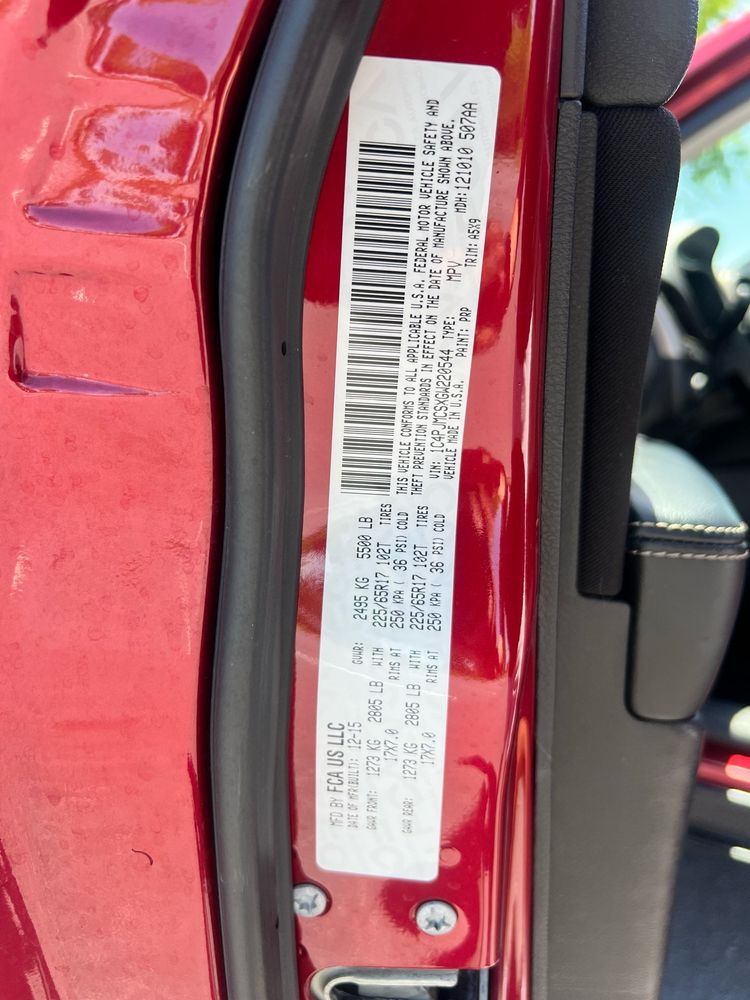 MFD BY FCA US LLC
DATE OF MFR(BUILT): 12-15 GVWR: 2495 KG 5500 LB
GAWR FRONT: 1273 KG 2805 LB WITH 225/65R17 102T TIRES
17X7.0 RIMS AT 250 KPA ( 36 PSI) COLD
GAWR REAR: 1273 KG 2805 LB WITH 225/65R17 102T TIRES
17X7.0 RIMS AT 250 KPA ( 36 PSI) COLD
THIS VEHICLE CONFORMS TO ALL APPLICABLE U.S.A. FEDERAL MOTOR VEHICLE SAFETY AND
THEFT PREVENTION STANDARDS IN EFFECT ON THE DATE OF MANUFACTURE SHOWN ABOVE.
VIN: 1C4PJMCSXGW220544 TYPE: MPV MDH:121010 507AA
VEHICLE MADE IN U.S.A. PAINT: PRP TRIM: A5X9